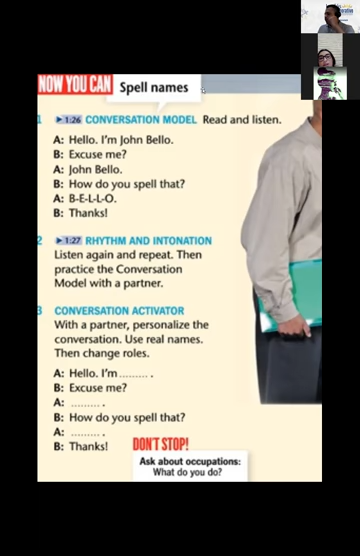 NOW YOU CAN Spell names
1 1:26 CONVERSATION MODEL Read and listen.
A: Hello. I'm John Bello.
B: Excuse me?
A: John Bello.
B: How do you spell that?
A: B-E-L-L-O.
B: Thanks!
2 1:27 RHYTHM AND INTONATION
Listen again and repeat. Then
practice the Conversation
Model with a partner.
3 CONVERSATION ACTIVATOR
With a partner, personalize the
conversation. Use real names.
Then change roles.
A: Hello. I'm ......... .
B: Excuse me?
A: ......... .
B: How do you spell that?
A: ......... .
B: Thanks!
DON'T STOP!
Ask about occupations:
What do you do?